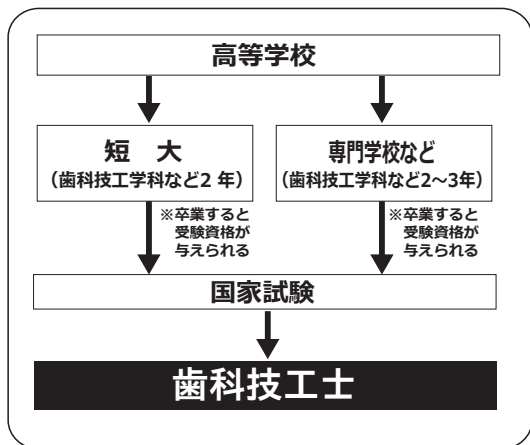 高等学校
短　大
（歯科技工学科など2 年）
専門学校など
（歯科技工学科など2～3年）
※卒業すると
受験資格が
与えられる
※卒業すると
受験資格が
与えられる
国家試験
歯科技工士